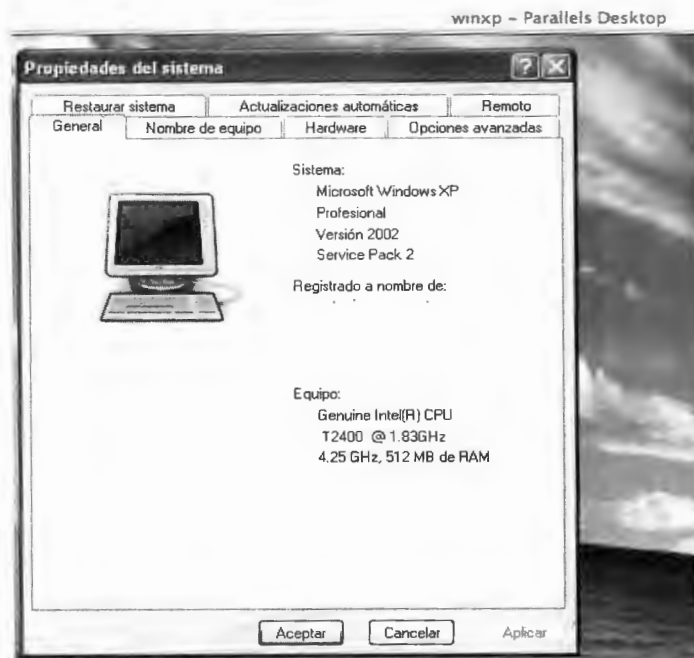 winxp - Parallels Desktop
Propiedades del sistema
Restaurar sistema Actualizaciones automáticas Remoto
General Nombre de equipo Hardware Opciones avanzadas
Sistema:
Microsoft Windows XP
Profesional
Versión 2002
Service Pack 2
Registrado a nombre de:
Equipo:
Genuine Intel(R) CPU
T2400 @ 1.83GHz
4.25 GHz, 512 MB de RAM
Aceptar Cancelar Aplicar